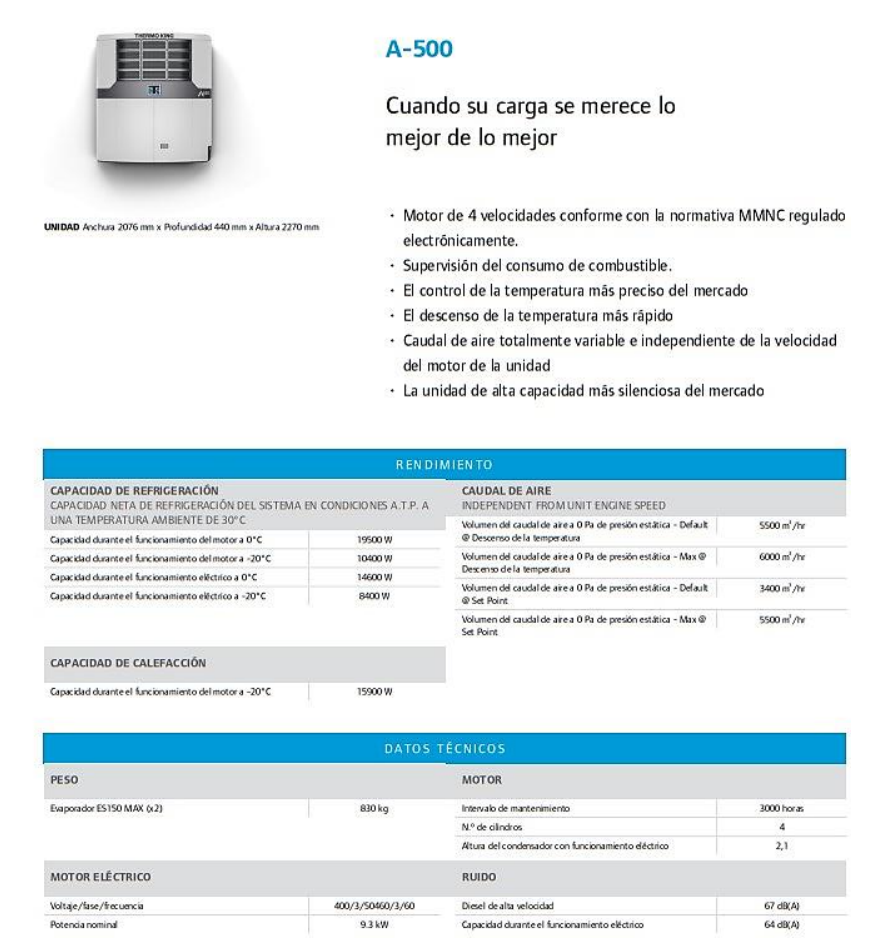 THERMO KING
A-500
Cuando su carga se merece lo
mejor de lo mejor
UNIDAD Anchura 2076 mm x Profundidad 440 mm x Altura 2270 mm
· Motor de 4 velocidades conforme con la normativa MMNC regulado
electrónicamente.
· Supervisión del consumo de combustible.
· El control de la temperatura más preciso del mercado
· El descenso de la temperatura más rápido
· Caudal de aire totalmente variable e independiente de la velocidad
del motor de la unidad
· La unidad de alta capacidad más silenciosa del mercado
RENDIMIENTO
CAPACIDAD DE REFRIGERACIÓN
CAPACIDAD NETA DE REFRIGERACIÓN DEL SISTEMA EN CONDICIONES A.T.P. A
UNA TEMPERATURA AMBIENTE DE 30°C
Capacidad durante el funcionamiento del motor a 0°C 19500 W
Capacidad durante el funcionamiento del motor a -20°C 10400 W
Capacidad durante el funcionamiento eléctrico a 0°C 14600 W
Capacidad durante el funcionamiento eléctrico a -20°C 8400 W
CAUDAL DE AIRE
INDEPENDENT FROM UNIT ENGINE SPEED
Volumen del caudal de aire a 0 Pa de presión estática - Default 5500 m³/hr
@ Descenso de la temperatura
Volumen del caudal de aire a 0 Pa de presión estática - Max @ 6000 m³/hr
Descenso de la temperatura
Volumen del caudal de aire a 0 Pa de presión estática - Default 3400 m³/hr
@ Set Point
Volumen del caudal de aire a 0 Pa de presión estática - Max @ 5500 m³/hr
Set Point
CAPACIDAD DE CALEFACCIÓN
Capacidad durante el funcionamiento del motor a -20°C 15900 W
DATOS TÉCNICOS
PESO
Evaporador ES150 MAX (x2) 830 kg
MOTOR
Intervalo de mantenimiento 3000 horas
N.º de cilindros 4
Altura del condensador con funcionamiento eléctrico 2,1
MOTOR ELÉCTRICO
Voltaje/fase/frecuencia 400/3/50460/3/60
Potencia nominal 9.3 kW
RUIDO
Diesel de alta velocidad 67 dB(A)
Capacidad durante el funcionamiento eléctrico 64 dB(A)